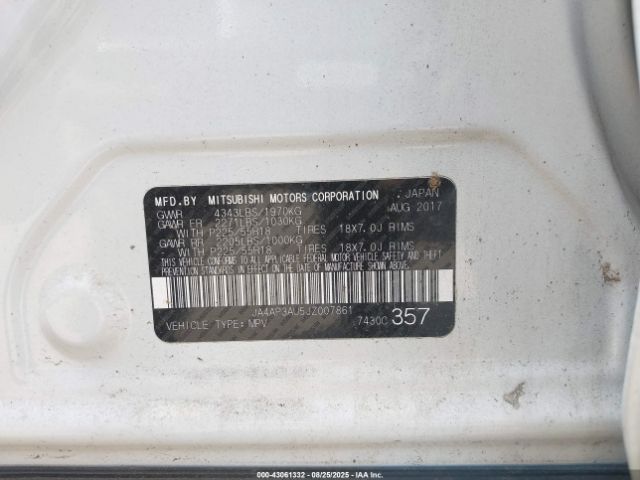 MFD.BY MITSUBISHI MOTORS CORPORATION JAPAN
GVWR 4343LBS/1970KG AUG 2017
GAWR FR 2271LBS/1030KG
WITH P225/55R18 TIRES 18X7.0J RIMS
GAWR RR 2205LBS/1000KG
WITH P225/55R18 TIRES 18X7.0J RIMS
THIS VEHICLE CONFORMS TO ALL APPLICABLE FEDERAL MOTOR VEHICLE SAFETY, BUMPER, AND THEFT
PREVENTION STANDARDS IN EFFECT ON THE DATE OF MANUFACTURE SHOWN ABOVE.
JA4AP3AU5JZ007861
VEHICLE TYPE: MPV 7430C 357
000-43061332 - 08/25/2025 - IAA Inc.